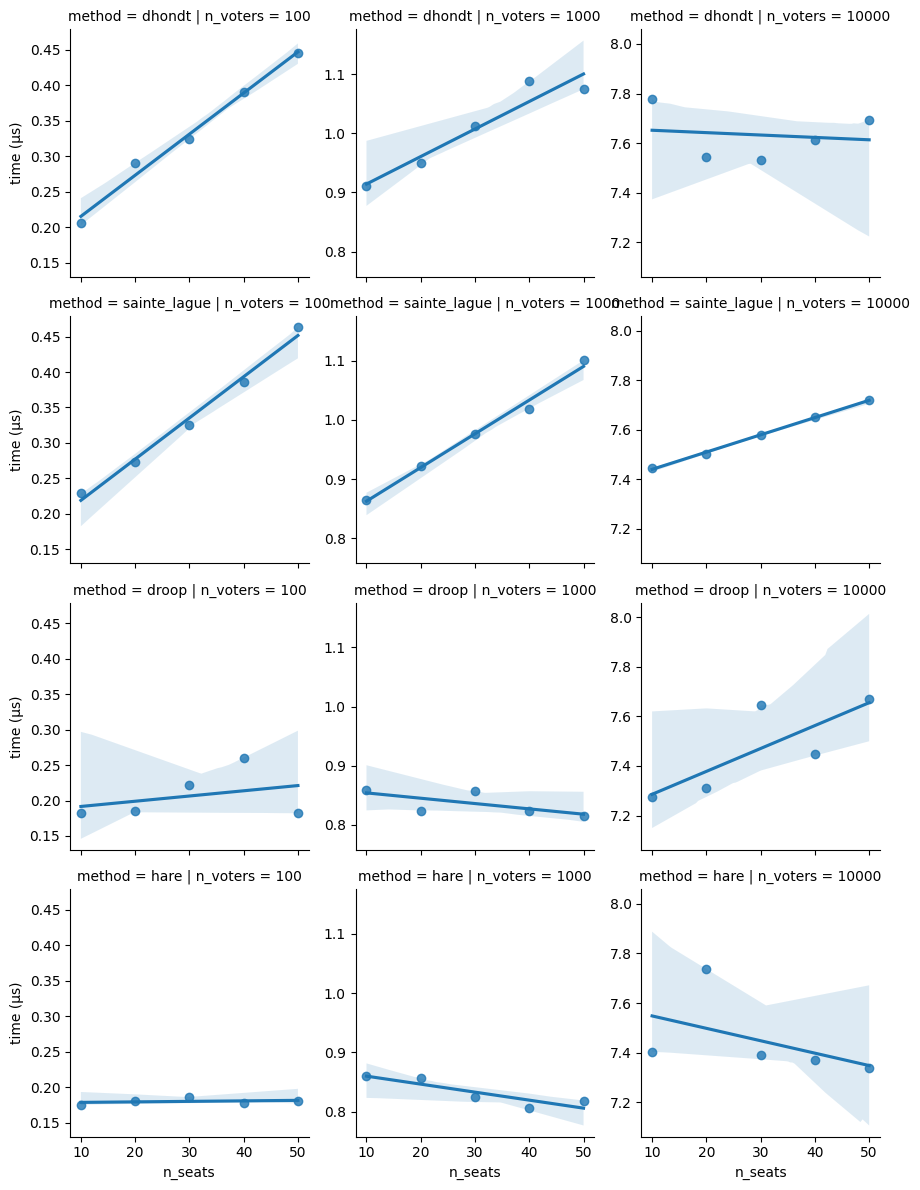 method = dhondt | n_voters = 100
method = dhondt | n_voters = 1000
method = dhondt | n_voters = 10000
time (µs)
0.45
0.40
0.35
0.30
0.25
0.20
0.15
1.1
1.0
0.9
0.8
8.0
7.8
7.6
7.4
7.2
method = sainte_lague | n_voters = 100
method = sainte_lague | n_voters = 1000
method = sainte_lague | n_voters = 10000
time (µs)
0.45
0.40
0.35
0.30
0.25
0.20
0.15
1.1
1.0
0.9
0.8
8.0
7.8
7.6
7.4
7.2
method = droop | n_voters = 100
method = droop | n_voters = 1000
method = droop | n_voters = 10000
time (µs)
0.45
0.40
0.35
0.30
0.25
0.20
0.15
1.1
1.0
0.9
0.8
8.0
7.8
7.6
7.4
7.2
method = hare | n_voters = 100
method = hare | n_voters = 1000
method = hare | n_voters = 10000
time (µs)
0.45
0.40
0.35
0.30
0.25
0.20
0.15
1.1
1.0
0.9
0.8
8.0
7.8
7.6
7.4
7.2
10 20 30 40 50
10 20 30 40 50
10 20 30 40 50
n_seats
n_seats
n_seats